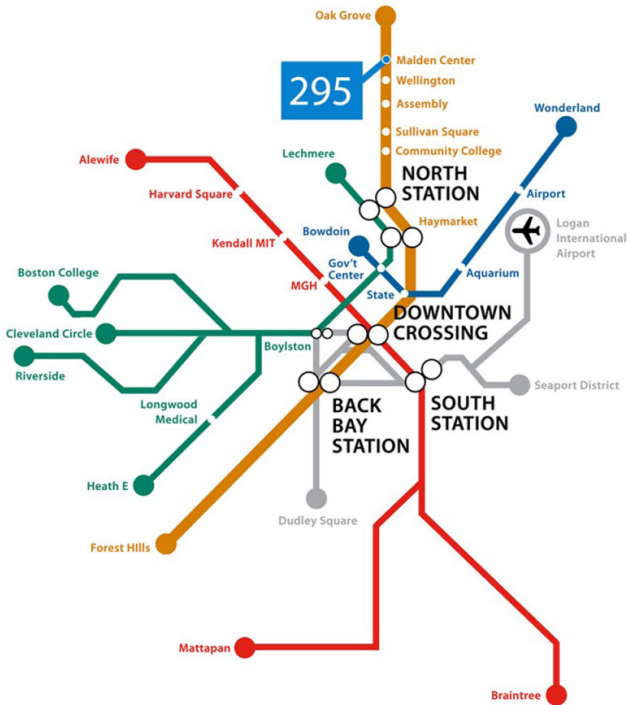 Oak Grove
Malden Center
295
Wellington
Assembly
Wonderland
Sullivan Square
Community College
Lechmere
Alewife
NORTH
STATION
Harvard Square
Airport
Haymarket
Logan
International
Airport
Bowdoin
Kendall MIT
Gov't
Center
Aquarium
Boston College
MGH
State
DOWNTOWN
CROSSING
Cleveland Circle
Boylston
Riverside
Seaport District
Longwood
Medical
BACK
BAY
STATION
SOUTH
STATION
Heath E
Dudley Square
Forest HIlls
Mattapan
Braintree